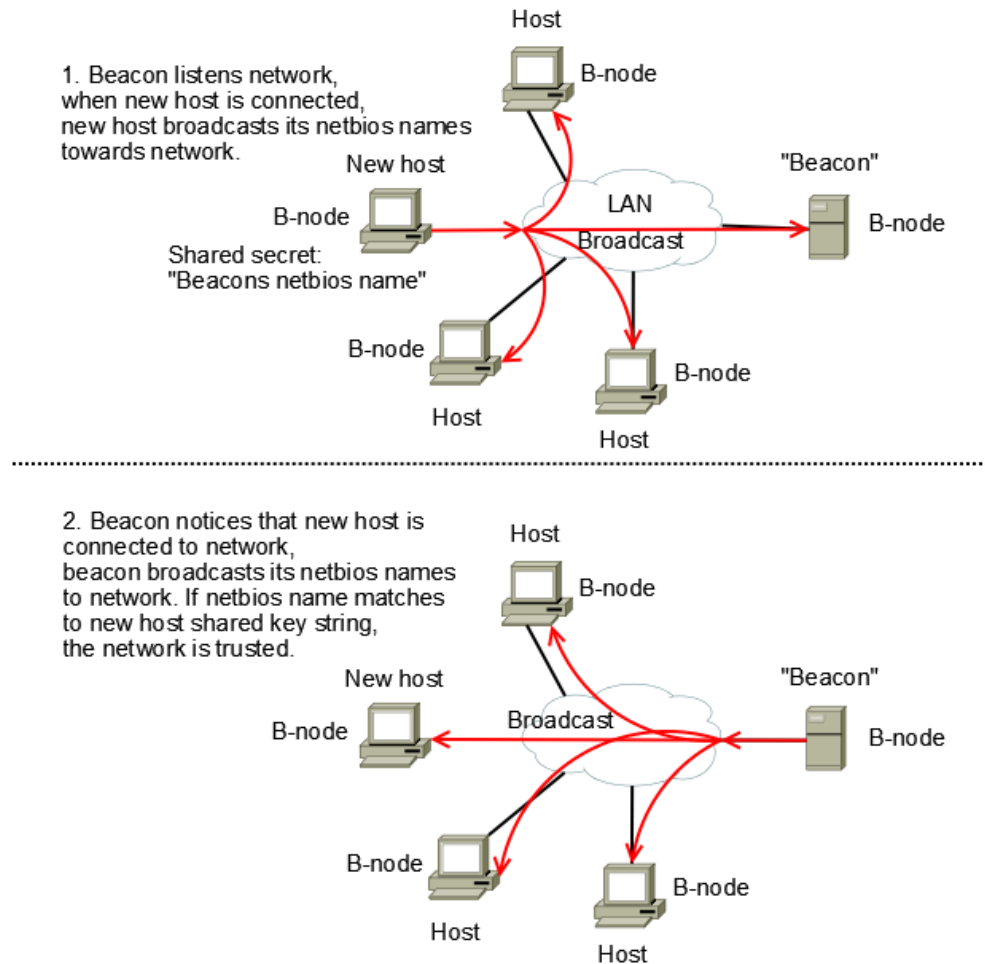 Host
B-node
1. Beacon listens network,
when new host is connected,
new host broadcasts its netbios names
towards network.
New host
"Beacon"
B-node
LAN
B-node
Broadcast
Shared secret:
"Beacons netbios name"
B-node
B-node
Host
Host
2. Beacon notices that new host is
connected to network,
beacon broadcasts its netbios names
to network. If netbios name matches
to new host shared key string,
the network is trusted.
Host
B-node
New host
"Beacon"
Broadcast
B-node
B-node
B-node
B-node
Host
Host